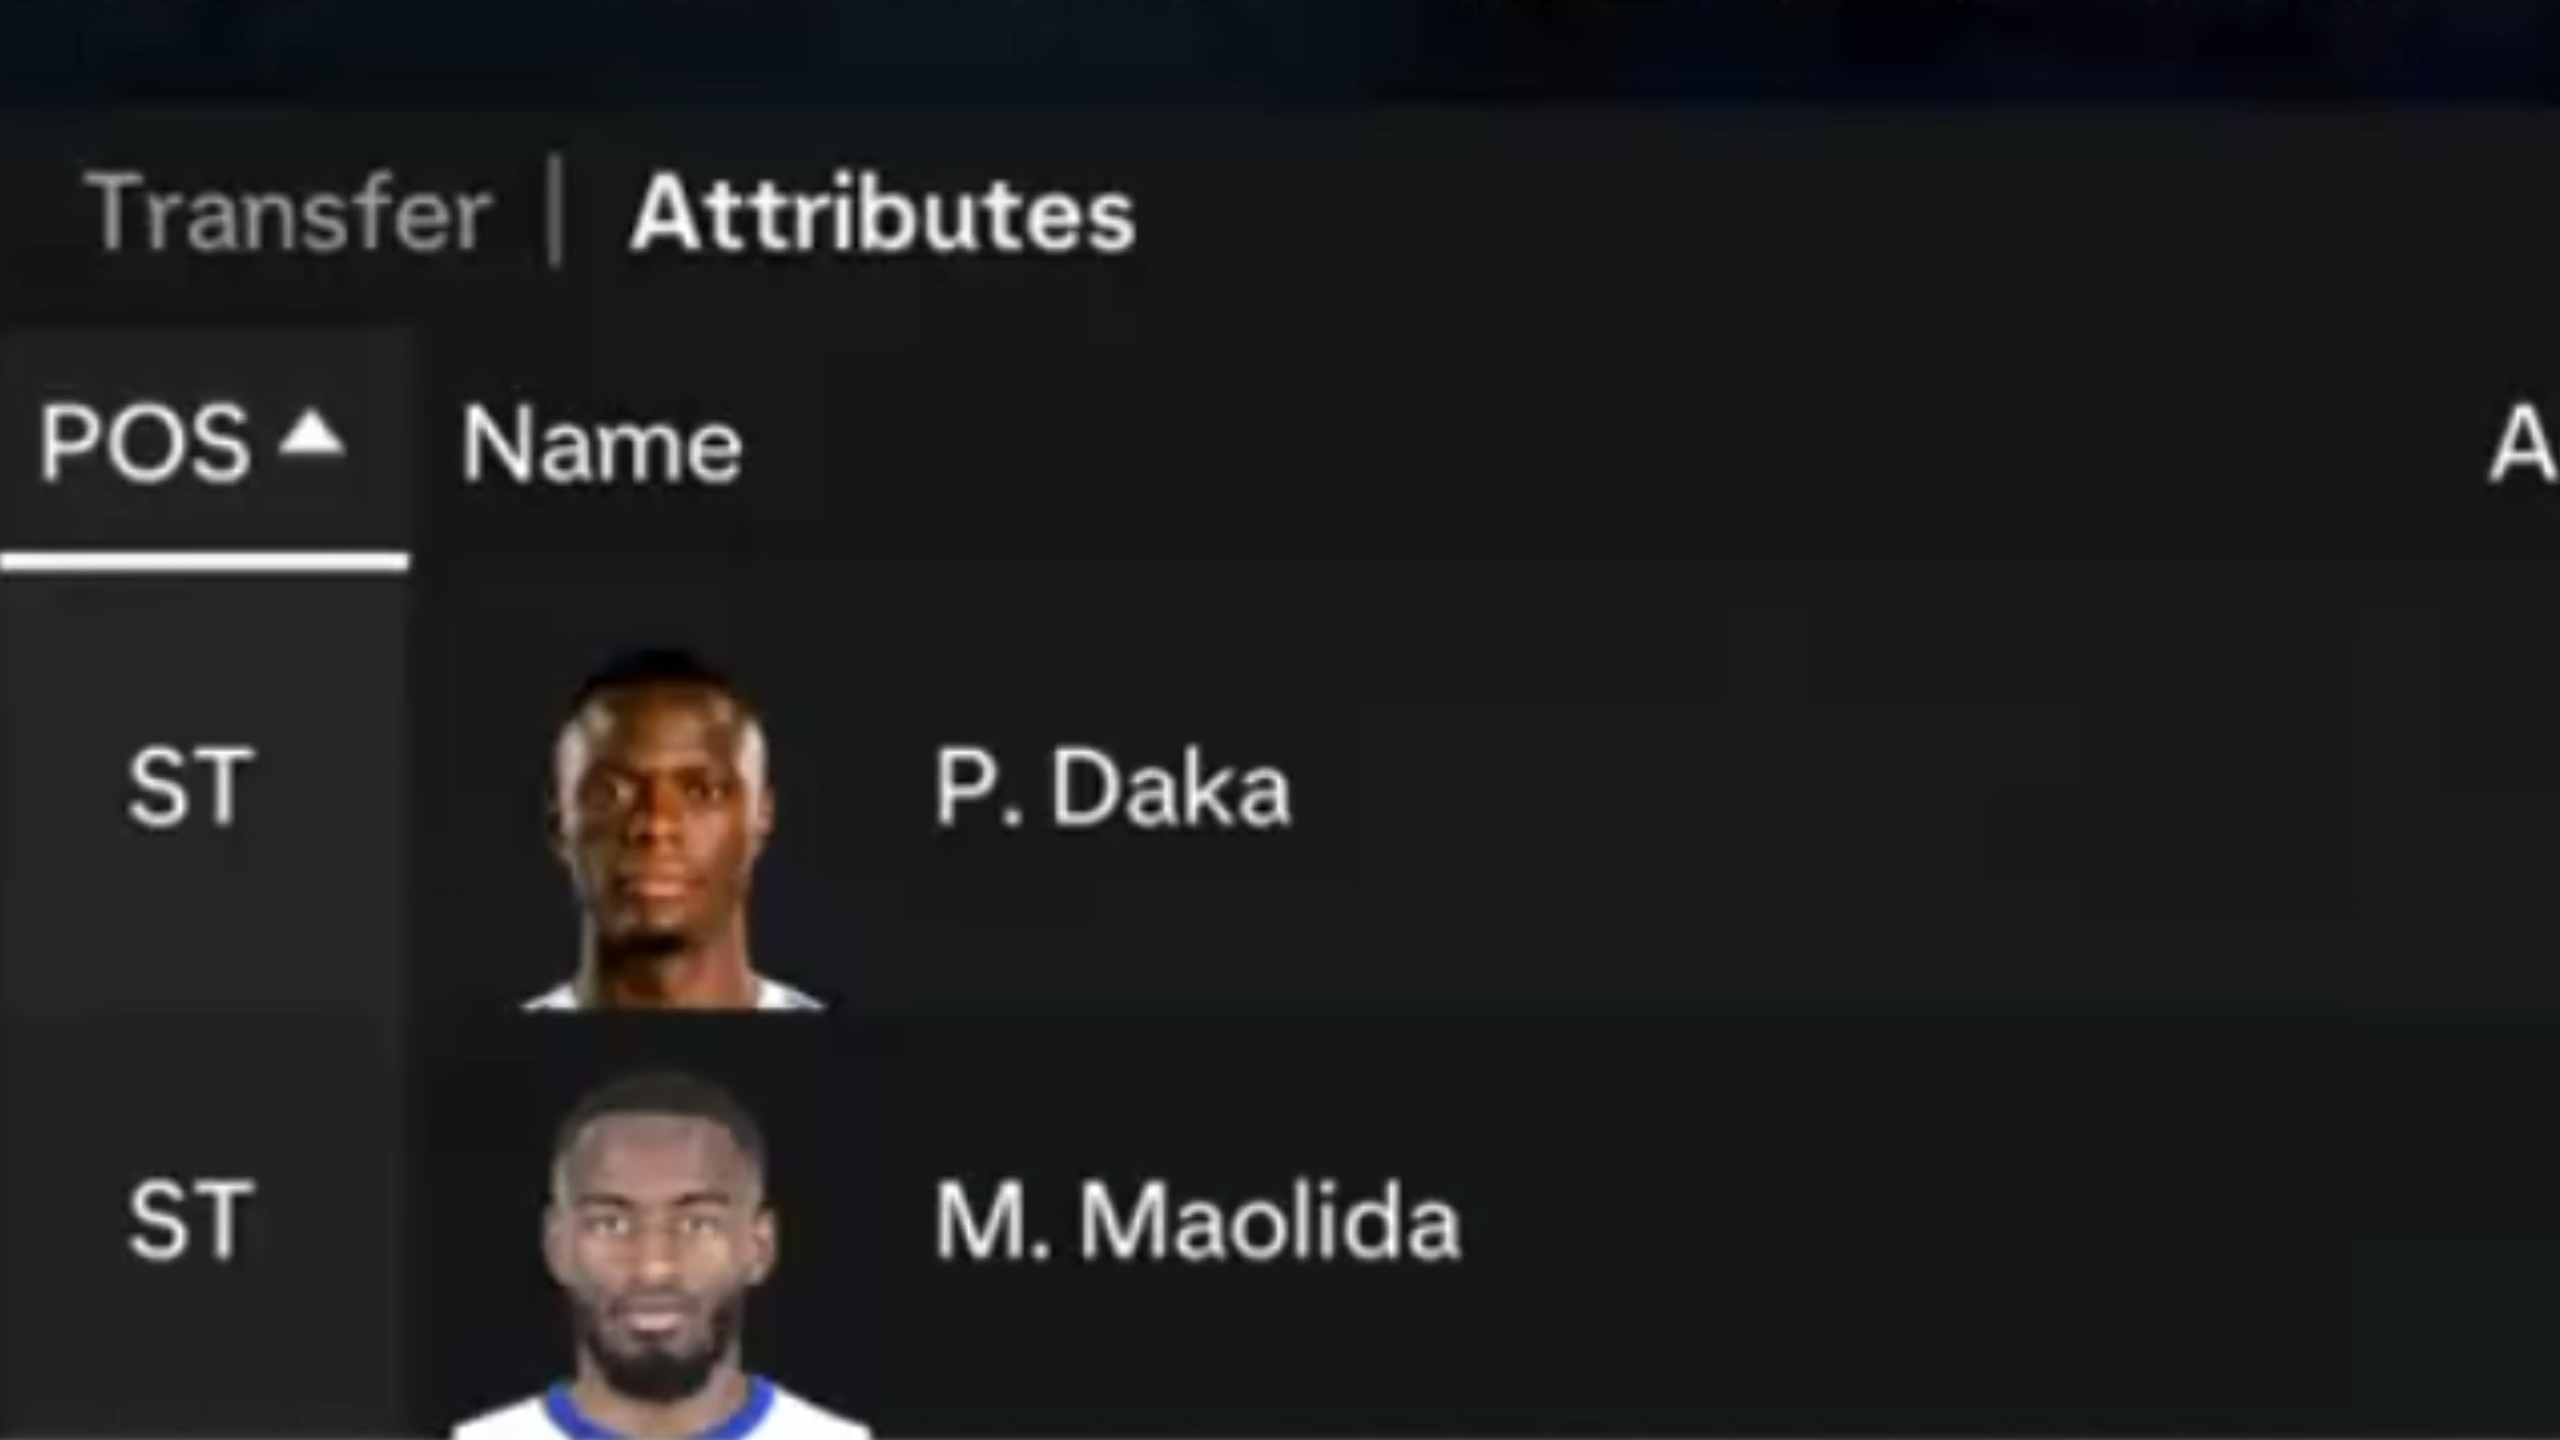 Transfer | Attributes
POS ▲ Name A
ST P. Daka
ST M. Maolida